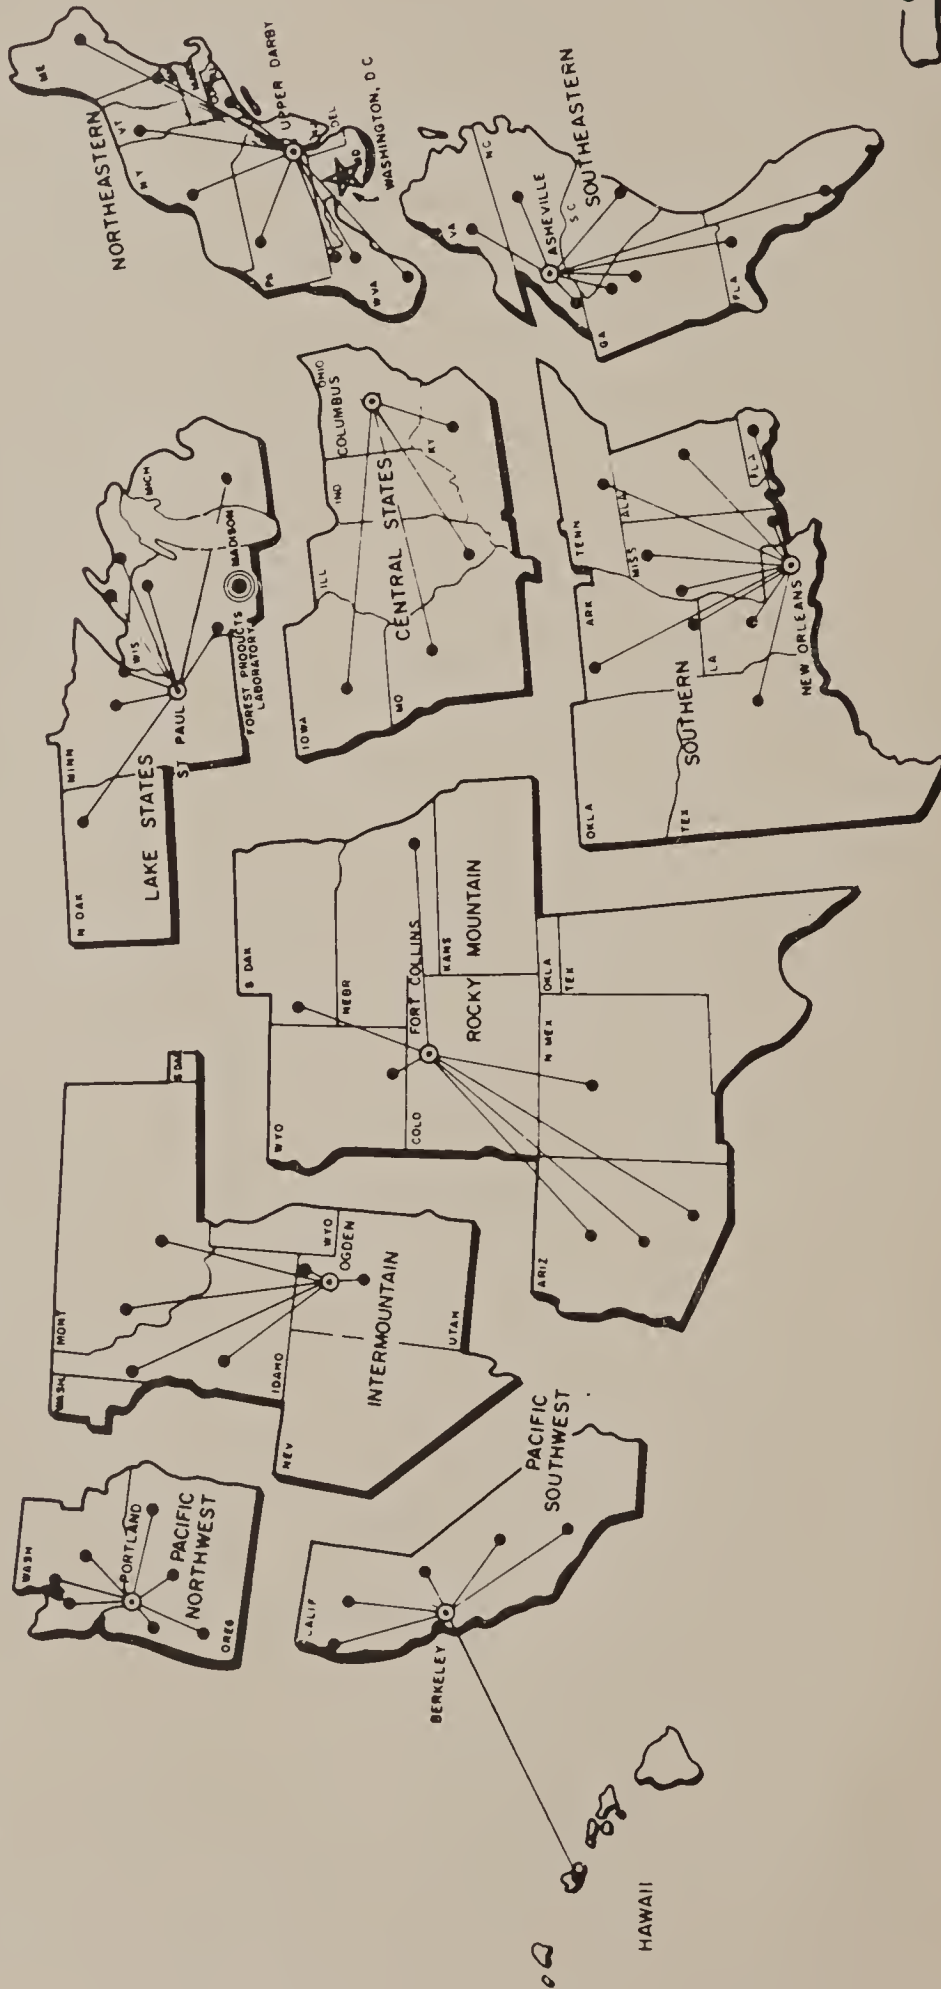 NORTHEASTERN
ME
VT
N Y
PA
W VA
DEL
UPPER DARBY
WASHINGTON, D C
SOUTHEASTERN
VA
N C
ASHEVILLE
S C
GA
FLA
LAKE STATES
N DAK
MINN
WIS
MICH
ST PAUL
MADISON
FOREST PRODUCTS
LABORATORY
CENTRAL STATES
IOWA
ILL
IND
OHIO
COLUMBUS
MO
KY
SOUTHERN
OKLA
ARK
TENN
TEX
LA
MISS
ALA
FLA
NEW ORLEANS
ROCKY MOUNTAIN
S DAK
NEBR
WYO
COLO
FORT COLLINS
KANS
OKLA
TEX
N MEX
ARIZ
INTERMOUNTAIN
WASH
MONT
S DAK
IDAHO
WYO
OGDEN
NEV
UTAH
PACIFIC
NORTHWEST
WASH
PORTLAND
OREG
PACIFIC
SOUTHWEST
CALIF
BERKELEY
HAWAII